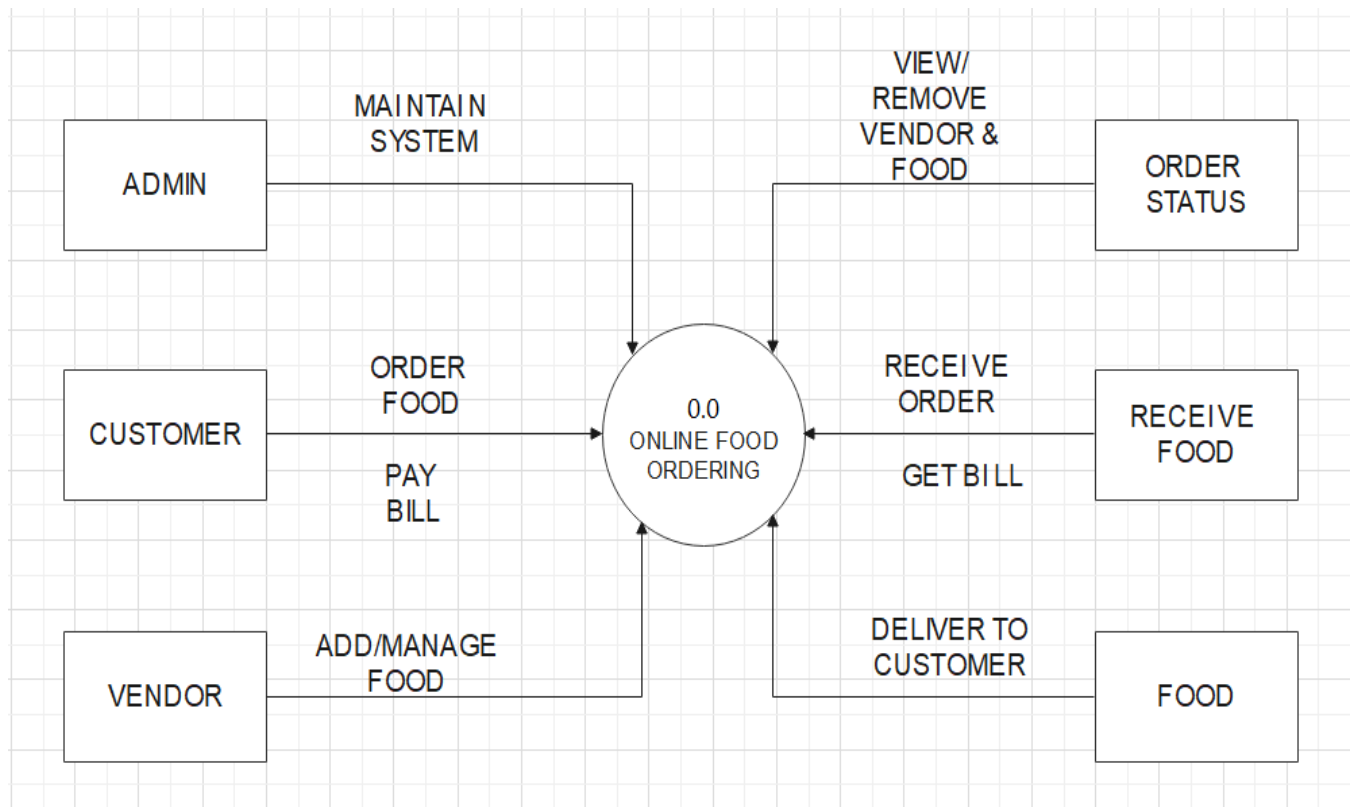 MAINTAIN
SYSTEM
VIEW/
REMOVE
VENDOR &
FOOD
ADMIN
ORDER
STATUS
ORDER
FOOD
RECEIVE
ORDER
CUSTOMER
0.0
ONLINE FOOD
ORDERING
RECEIVE
FOOD
PAY
BILL
GET BILL
ADD/MANAGE
FOOD
DELIVER TO
CUSTOMER
VENDOR
FOOD